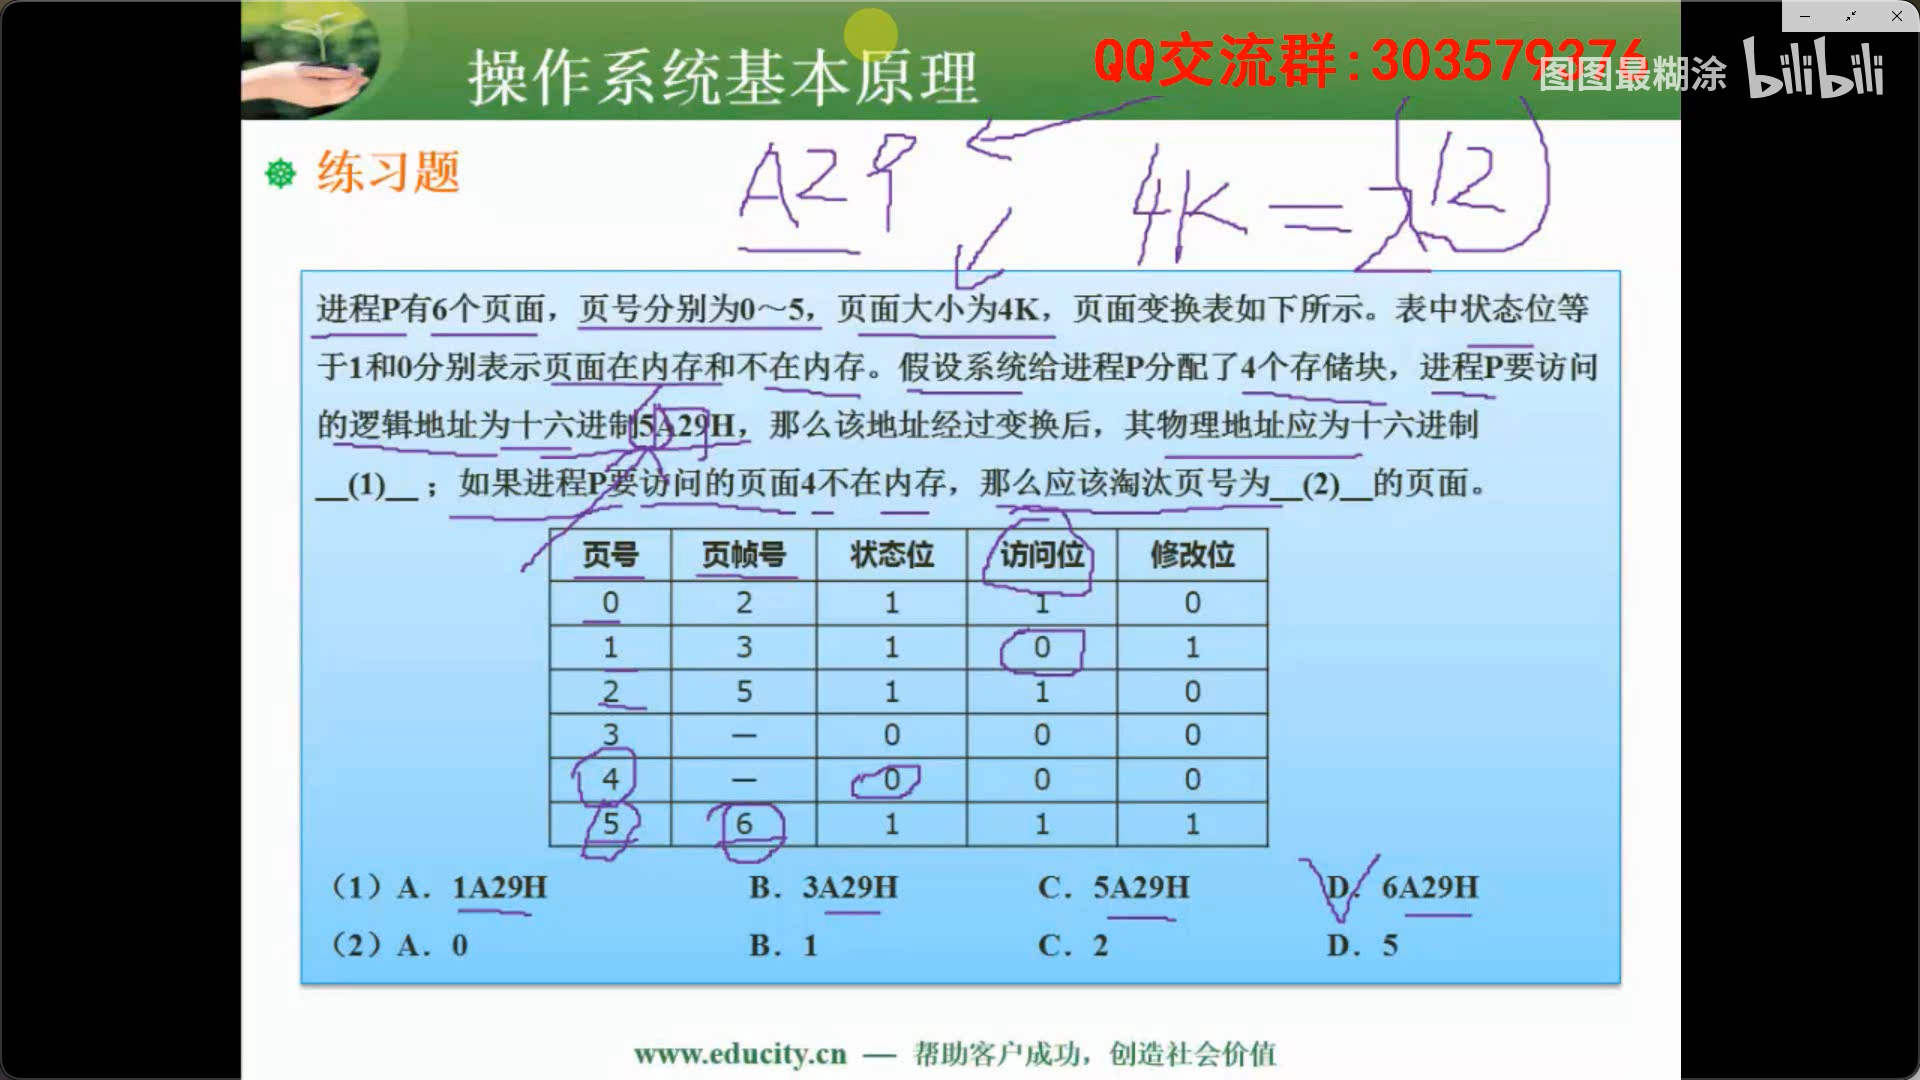 操作系统基本原理
QQ交流群:303579376
图图最糊涂 bilibili
练习题
A29
4K=2 12
进程P有6个页面，页号分别为0～5，页面大小为4K，页面变换表如下所示。表中状态位等
于1和0分别表示页面在内存和不在内存。假设系统给进程P分配了4个存储块，进程P要访问
的逻辑地址为十六进制5A29H，那么该地址经过变换后，其物理地址应为十六进制
__(1)__；如果进程P要访问的页面4不在内存，那么应该淘汰页号为__(2)__的页面。
页号 页帧号 状态位 访问位 修改位
0 2 1 1 0
1 3 1 0 1
2 5 1 1 0
3 — 0 0 0
4 — 0 0 0
5 6 1 1 1
（1）A. 1A29H B. 3A29H C. 5A29H D. 6A29H
（2）A. 0 B. 1 C. 2 D. 5
www.educity.cn — 帮助客户成功，创造社会价值